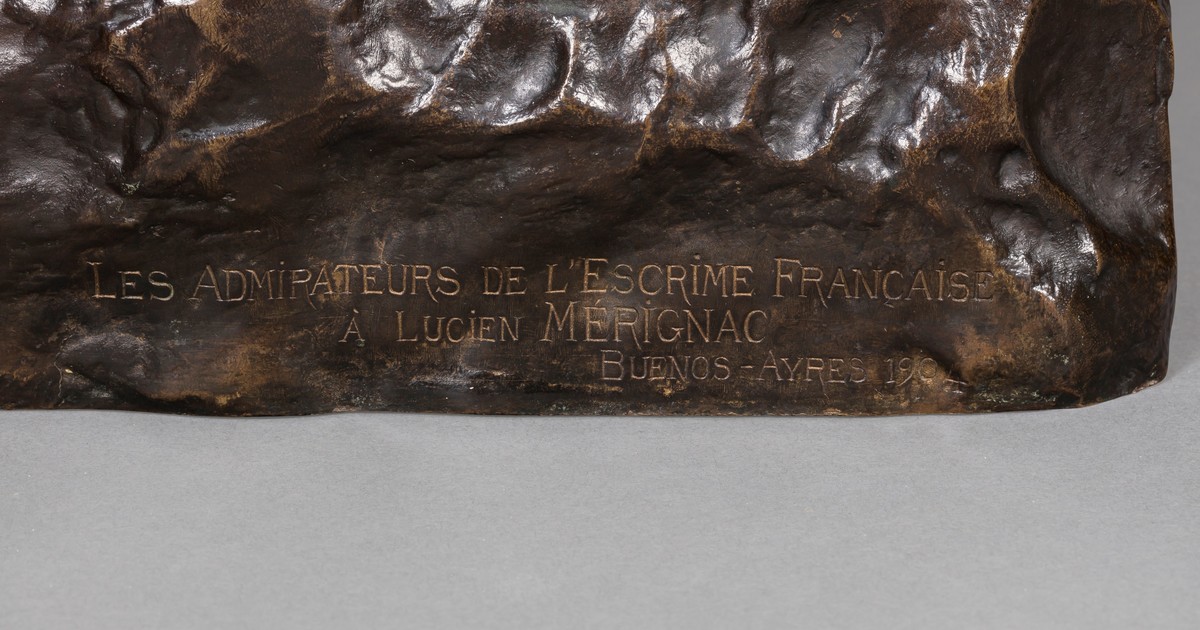 LES ADMIRATEURS DE L'ESCRIME FRANÇAISE
À LUCIEN MÉRIGNAC
BUENOS-AYRES